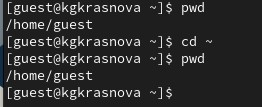 [guest@kgkrasnova ~]$ pwd
/home/guest
[guest@kgkrasnova ~]$ cd ~
[guest@kgkrasnova ~]$ pwd
/home/guest
[guest@kgkrasnova ~]$